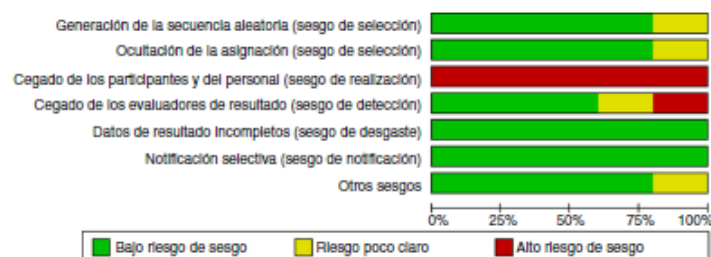 Generación de la secuencia aleatoria (sesgo de selección)
Ocultación de la asignación (sesgo de selección)
Cegado de los participantes y del personal (sesgo de realización)
Cegado de los evaluadores de resultado (sesgo de detección)
Datos de resultado incompletos (sesgo de desgaste)
Notificación selectiva (sesgo de notificación)
Otros sesgos
0% 25% 50% 75% 100%
Bajo riesgo de sesgo Riesgo poco claro Alto riesgo de sesgo